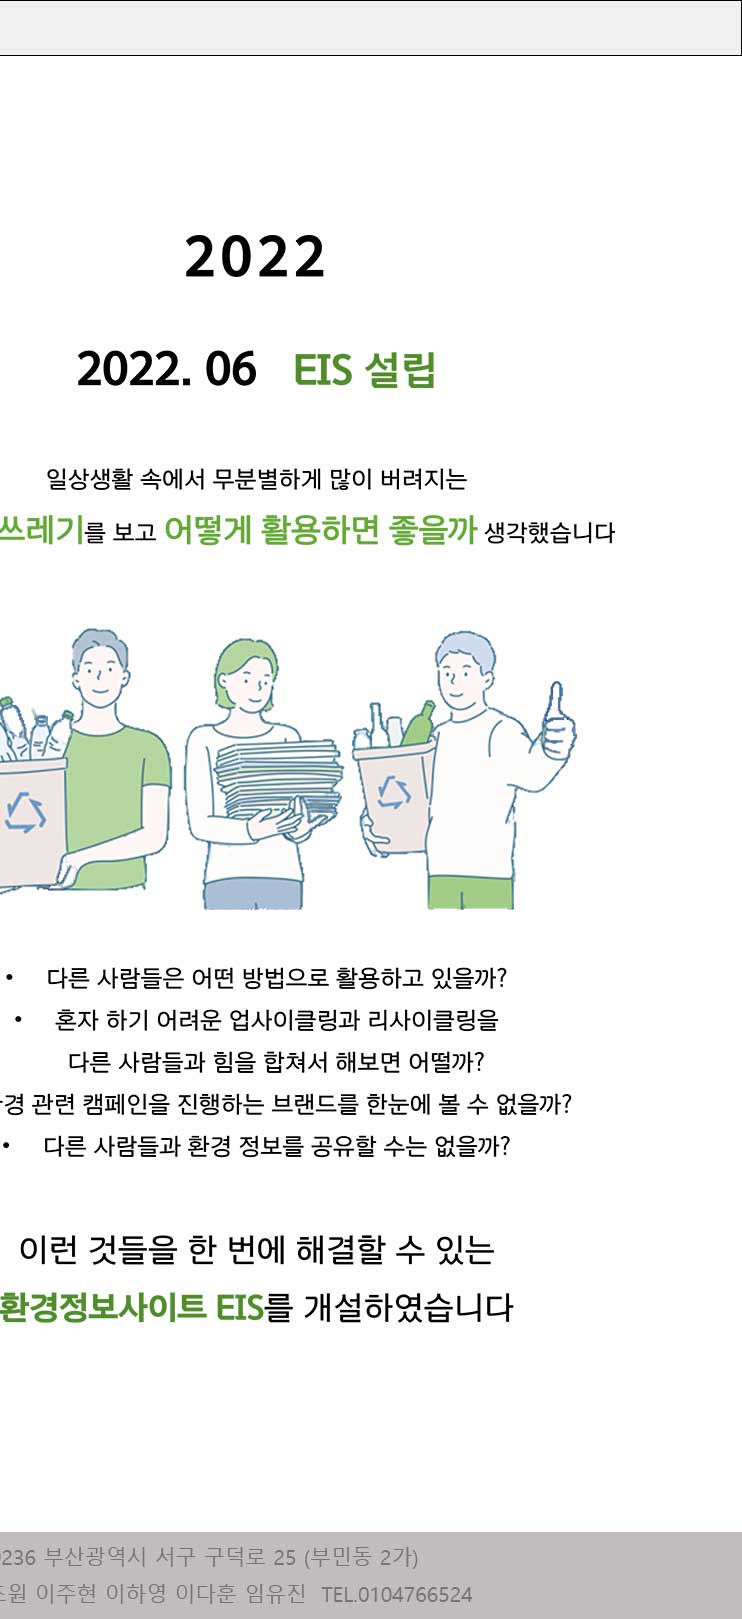 2022
2022. 06 EIS 설립
일상생활 속에서 무분별하게 많이 버려지는
쓰레기를 보고 어떻게 활용하면 좋을까 생각했습니다
• 다른 사람들은 어떤 방법으로 활용하고 있을까?
• 혼자 하기 어려운 업사이클링과 리사이클링을
다른 사람들과 힘을 합쳐서 해보면 어떨까?
관련 캠페인을 진행하는 브랜드를 한눈에 볼 수 없을까?
• 다른 사람들과 환경 정보를 공유할 수는 없을까?
이런 것들을 한 번에 해결할 수 있는
환경정보사이트 EIS를 개설하였습니다
236 부산광역시 서구 구덕로 25 (부민동 2가)
이주현 이하영 이다훈 임유진 TEL.0104766524